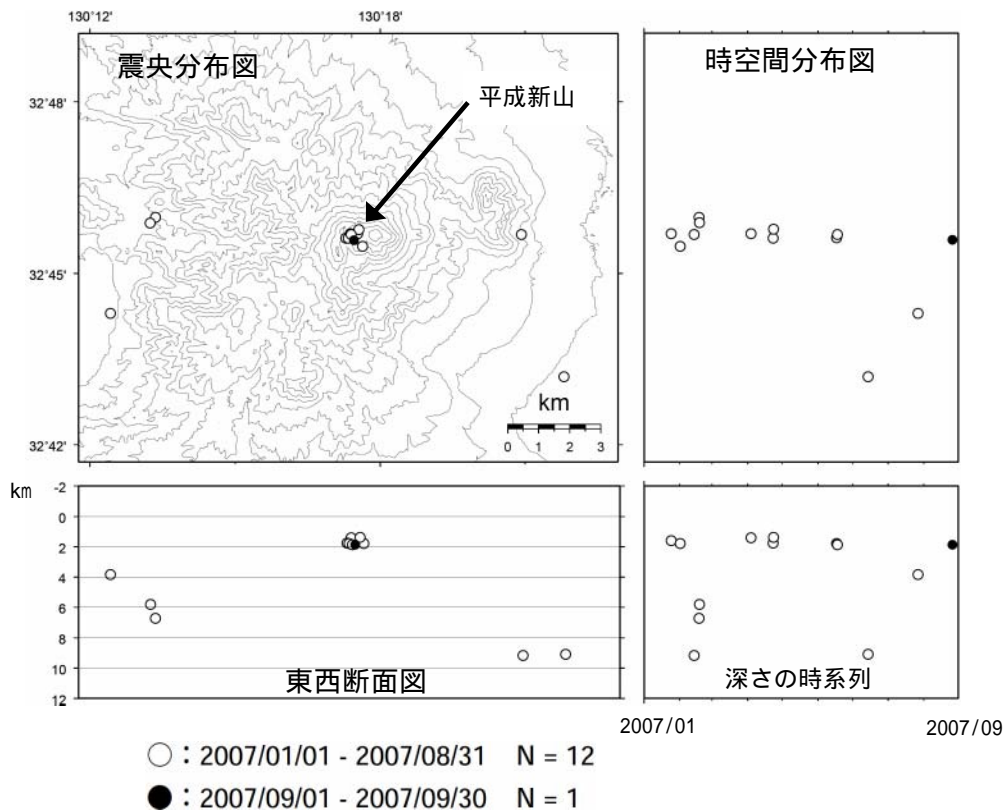 130°12' 130°18'
震央分布図
時空間分布図
平成新山
32°48'
32°45'
km
0 1 2 3
32°42'
km
-2
0
2
4
6
8
10
12
東西断面図
深さの時系列
2007/01 2007/09
○：2007/01/01 - 2007/08/31 N = 12
●：2007/09/01 - 2007/09/30 N = 1